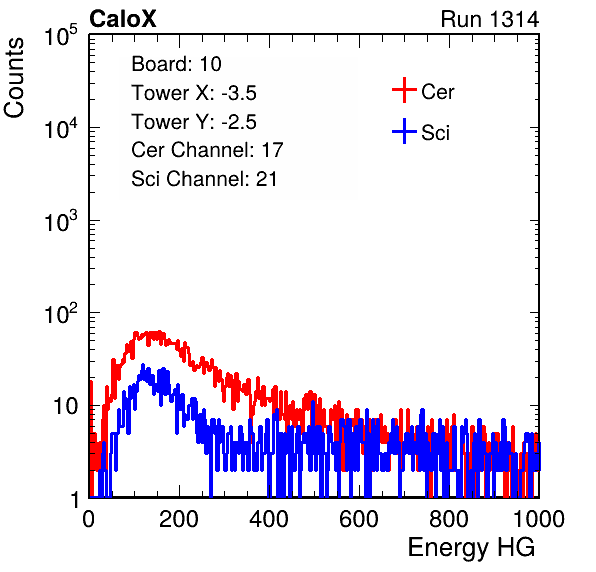 CaloX Run 1314
Counts
10^5
10^4
10^3
10^2
10
1
Board: 10
Tower X: -3.5
Tower Y: -2.5
Cer Channel: 17
Sci Channel: 21
Cer
Sci
0 200 400 600 800 1000
Energy HG